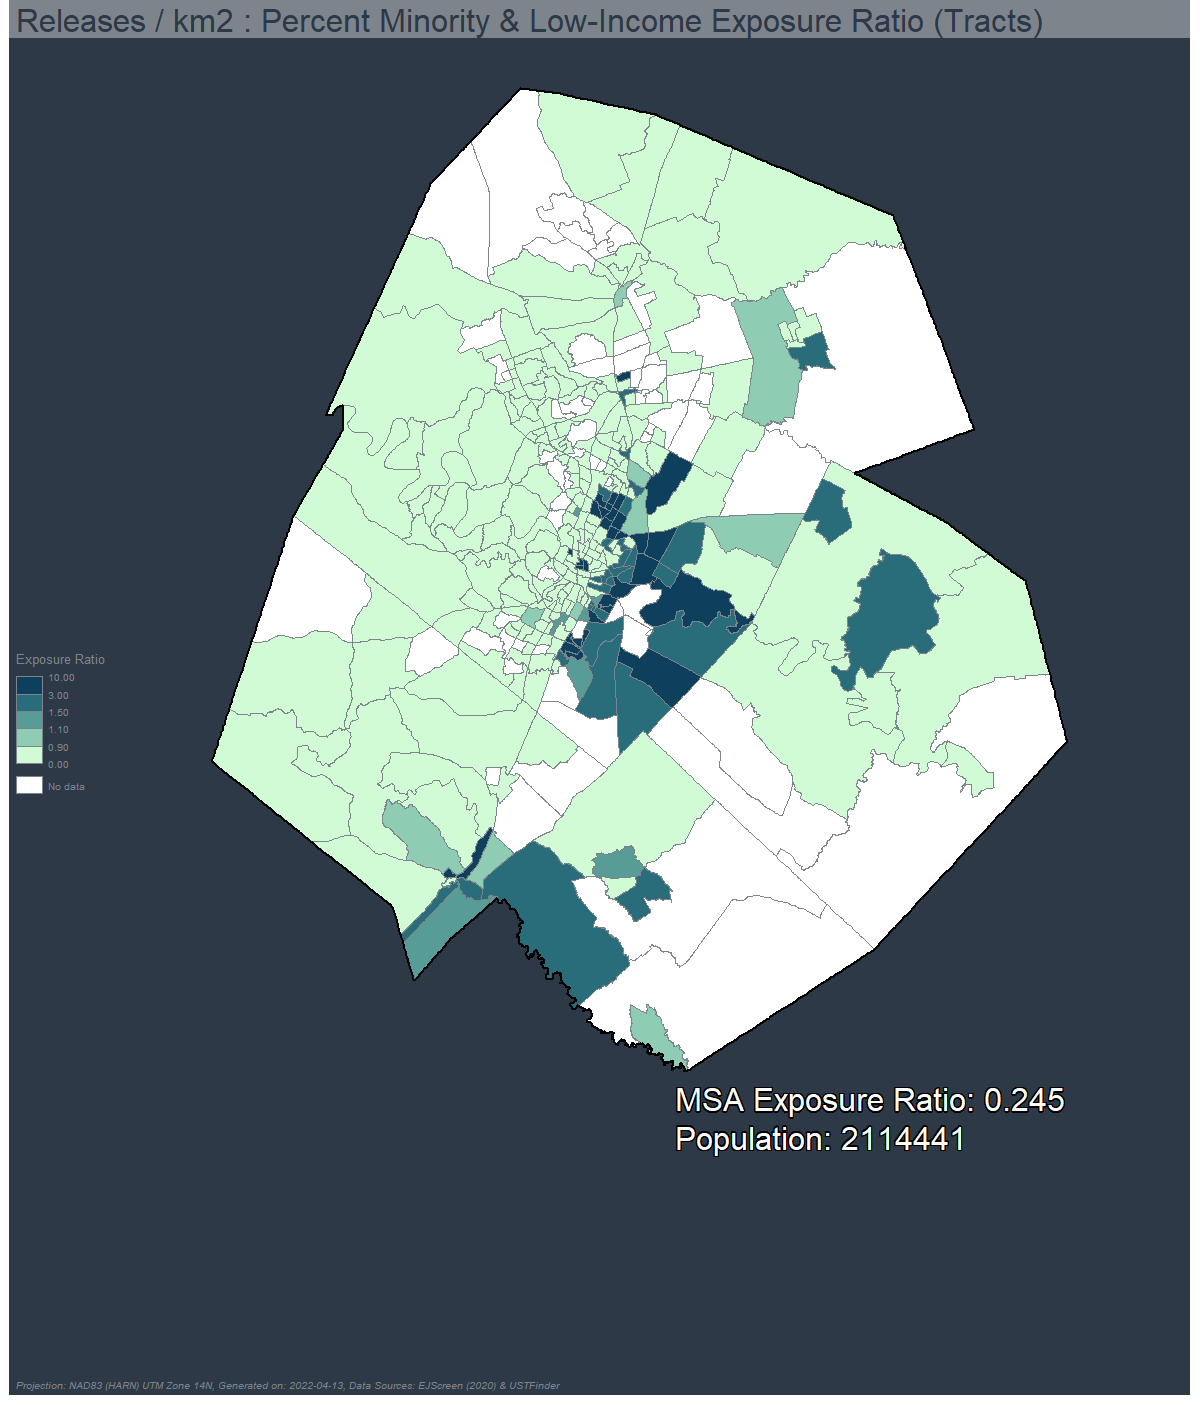 Releases / km2 : Percent Minority & Low-Income Exposure Ratio (Tracts)
Exposure Ratio
10.00
3.00
1.50
1.10
0.90
0.00
No data
MSA Exposure Ratio: 0.245
Population: 2114441
Projection: NAD83 (HARN) UTM Zone 14N, Generated on: 2022-04-13, Data Sources: EJScreen (2020) & USTFinder